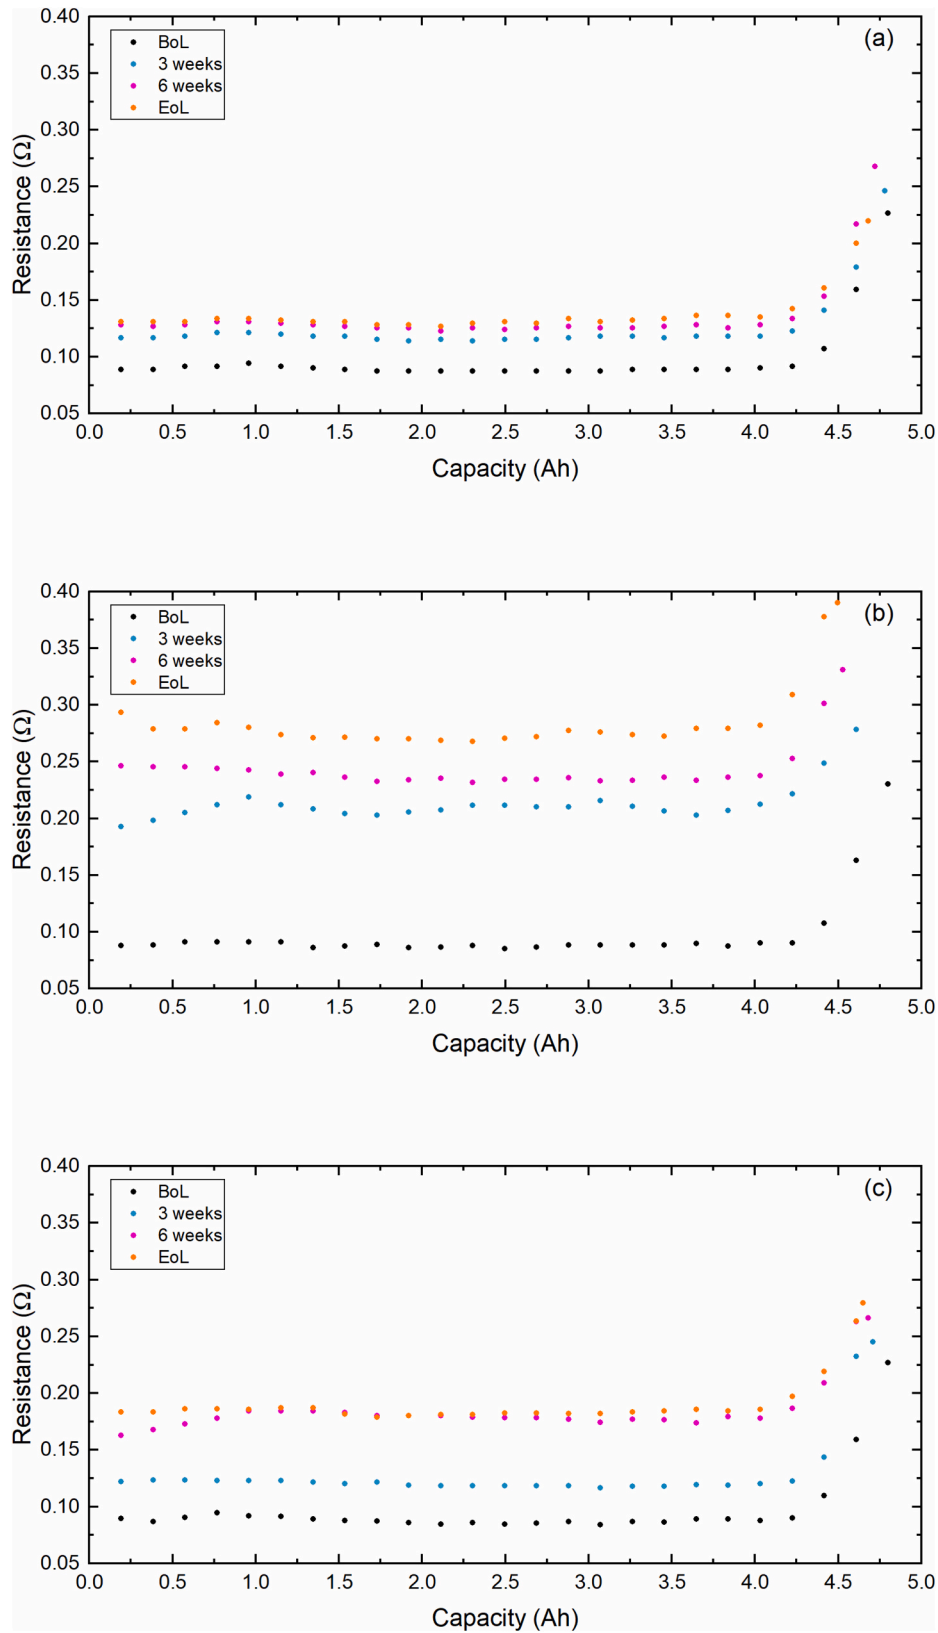 (a)
BoL
3 weeks
6 weeks
EoL
0.40
0.35
0.30
0.25
0.20
0.15
0.10
0.05
Resistance (Ω)
0.0 0.5 1.0 1.5 2.0 2.5 3.0 3.5 4.0 4.5 5.0
Capacity (Ah)
(b)
BoL
3 weeks
6 weeks
EoL
0.40
0.35
0.30
0.25
0.20
0.15
0.10
0.05
Resistance (Ω)
0.0 0.5 1.0 1.5 2.0 2.5 3.0 3.5 4.0 4.5 5.0
Capacity (Ah)
(c)
BoL
3 weeks
6 weeks
EoL
0.40
0.35
0.30
0.25
0.20
0.15
0.10
0.05
Resistance (Ω)
0.0 0.5 1.0 1.5 2.0 2.5 3.0 3.5 4.0 4.5 5.0
Capacity (Ah)